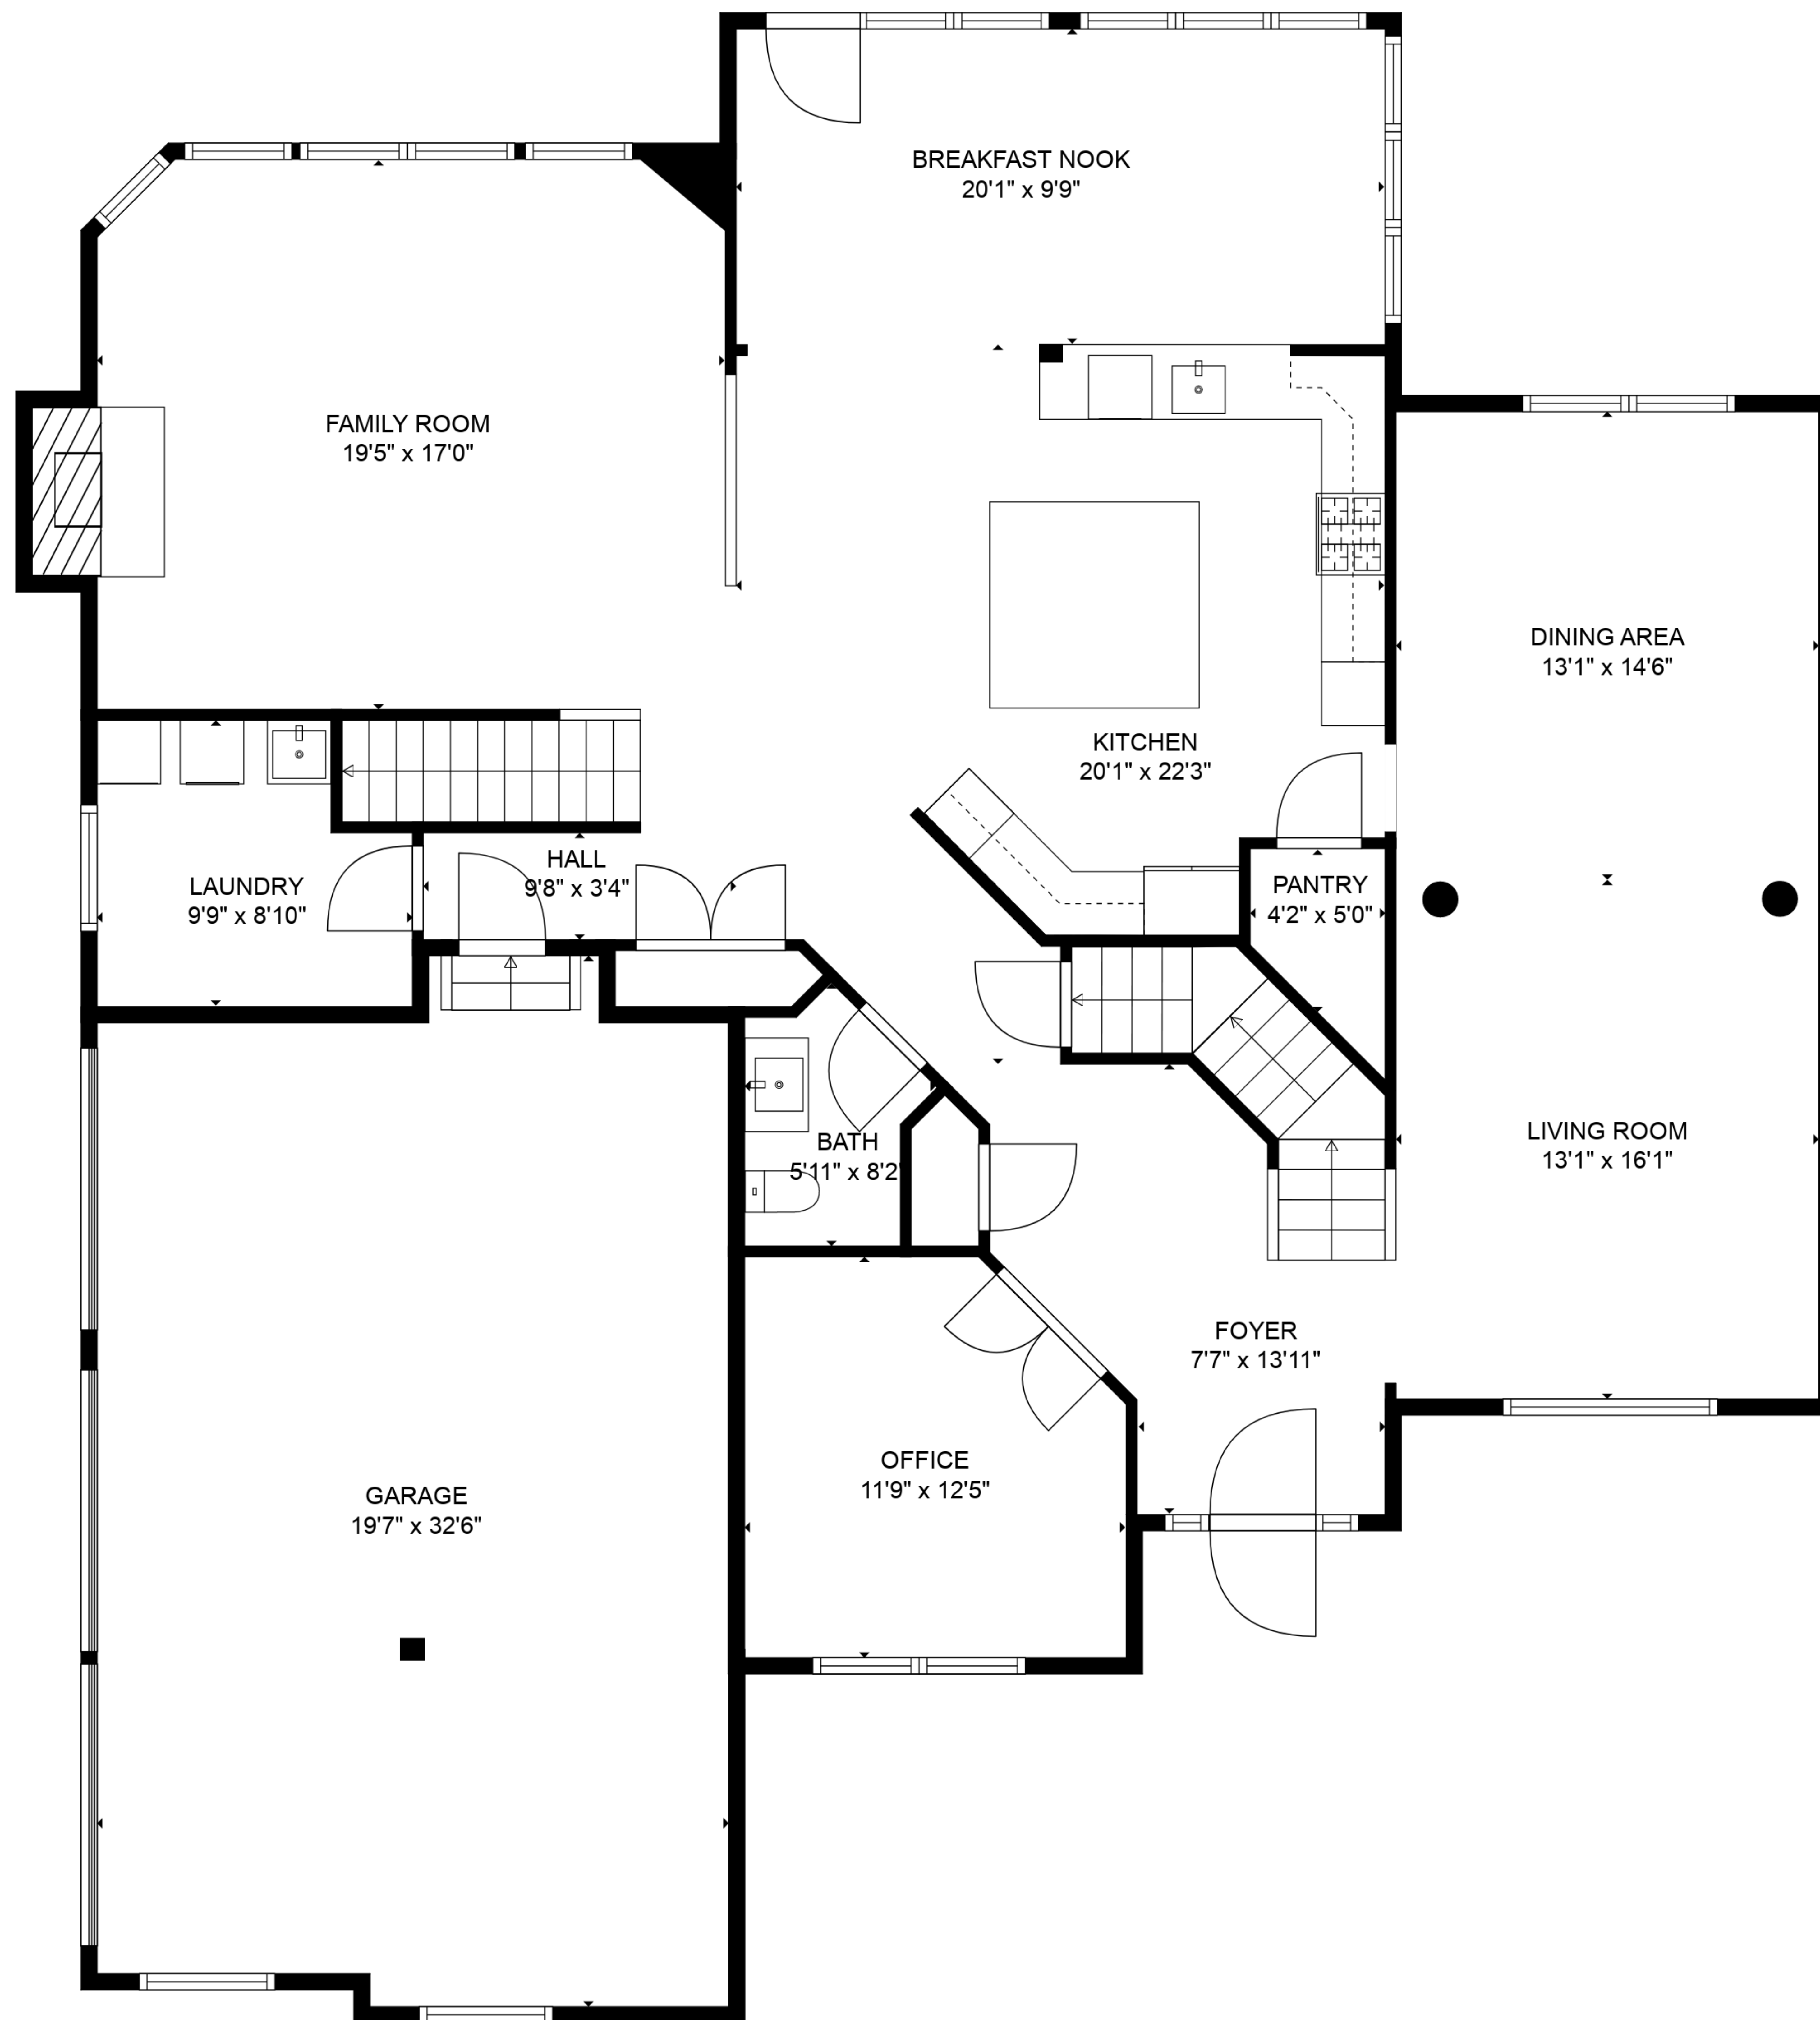 BREAKFAST NOOK
20'1" x 9'9"
FAMILY ROOM
19'5" x 17'0"
DINING AREA
13'1" x 14'6"
KITCHEN
20'1" x 22'3"
HALL
9'8" x 3'4"
LAUNDRY
9'9" x 8'10"
PANTRY
4'2" x 5'0"
BATH
5'11" x 8'2"
LIVING ROOM
13'1" x 16'1"
FOYER
7'7" x 13'11"
OFFICE
11'9" x 12'5"
GARAGE
19'7" x 32'6"